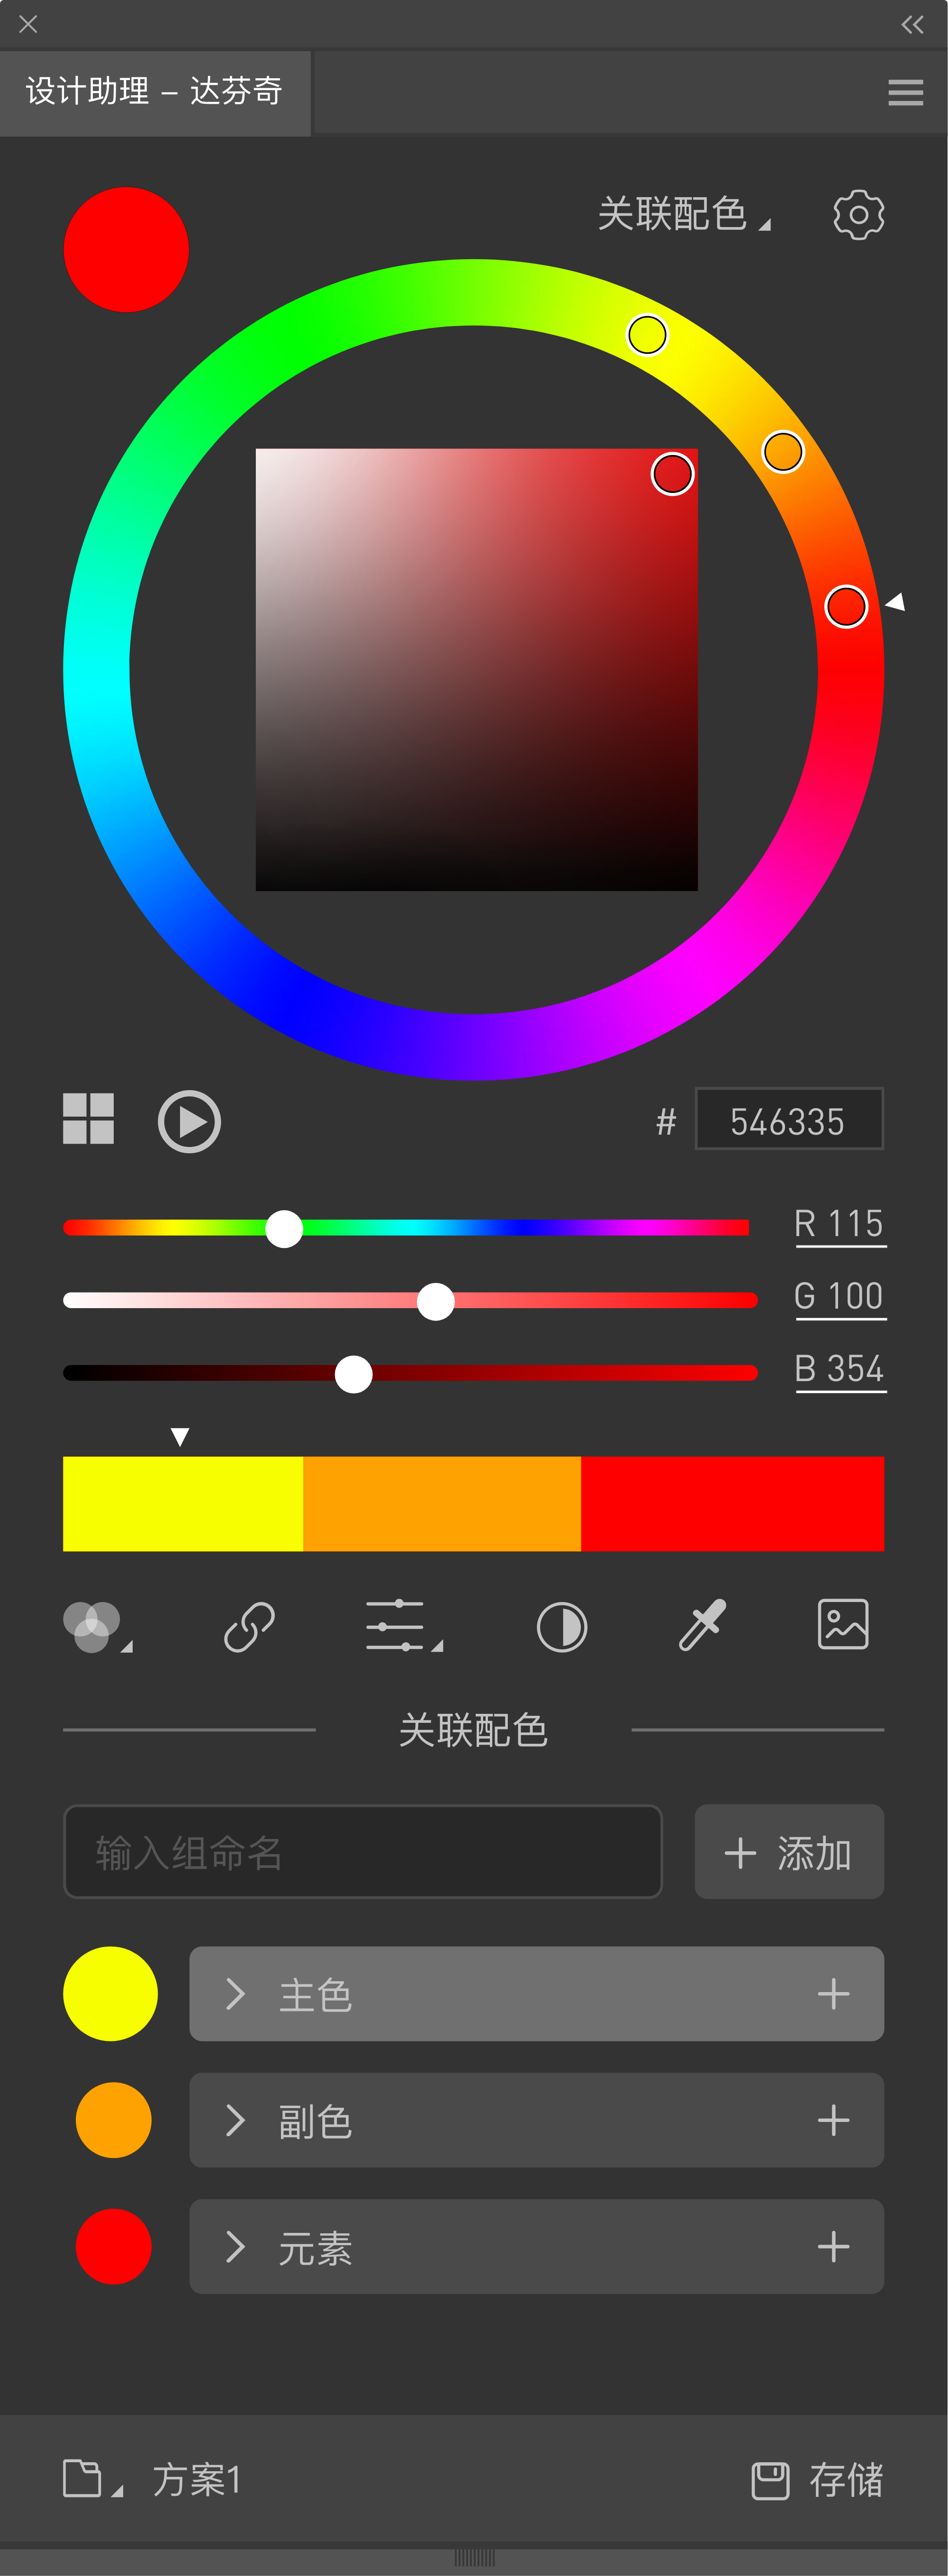 设计助理 – 达芬奇
关联配色
# 546335
R 115
G 100
B 354
关联配色
输入组命名
添加
主色
副色
元素
方案1
存储